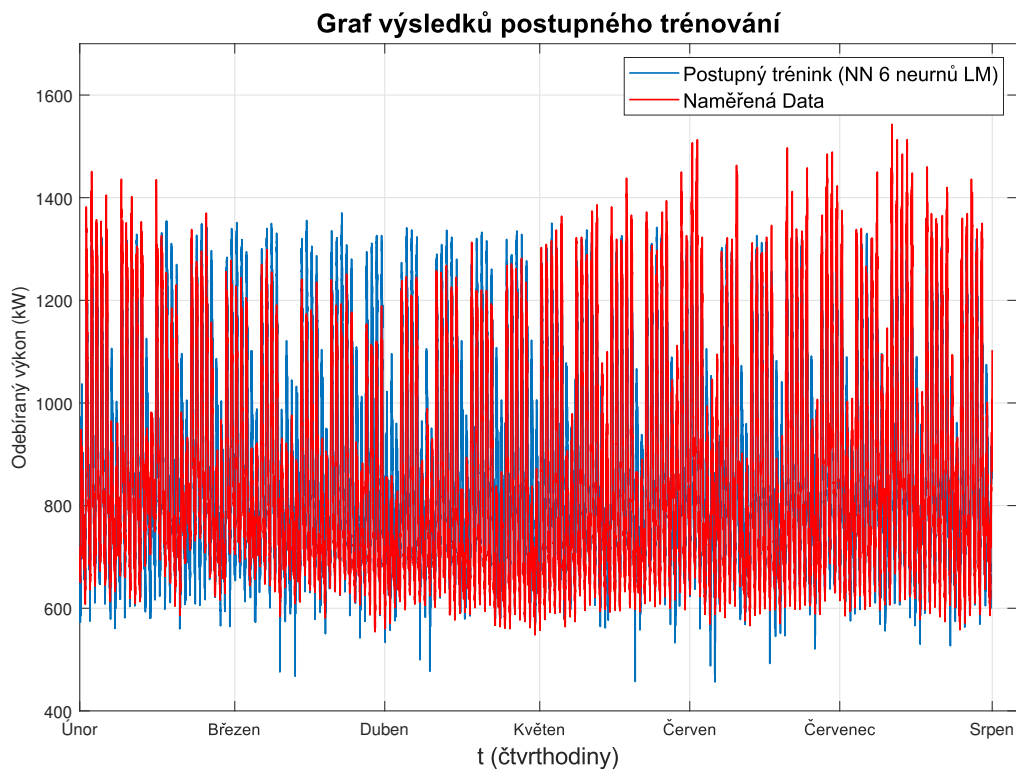 Graf výsledků postupného trénování
Postupný trénink (NN 6 neurnů LM)
Naměřená Data
Odebíraný výkon (kW)
1600
1400
1200
1000
800
600
400
Únor Březen Duben Květen Červen Červenec Srpen
t (čtvrthodiny)